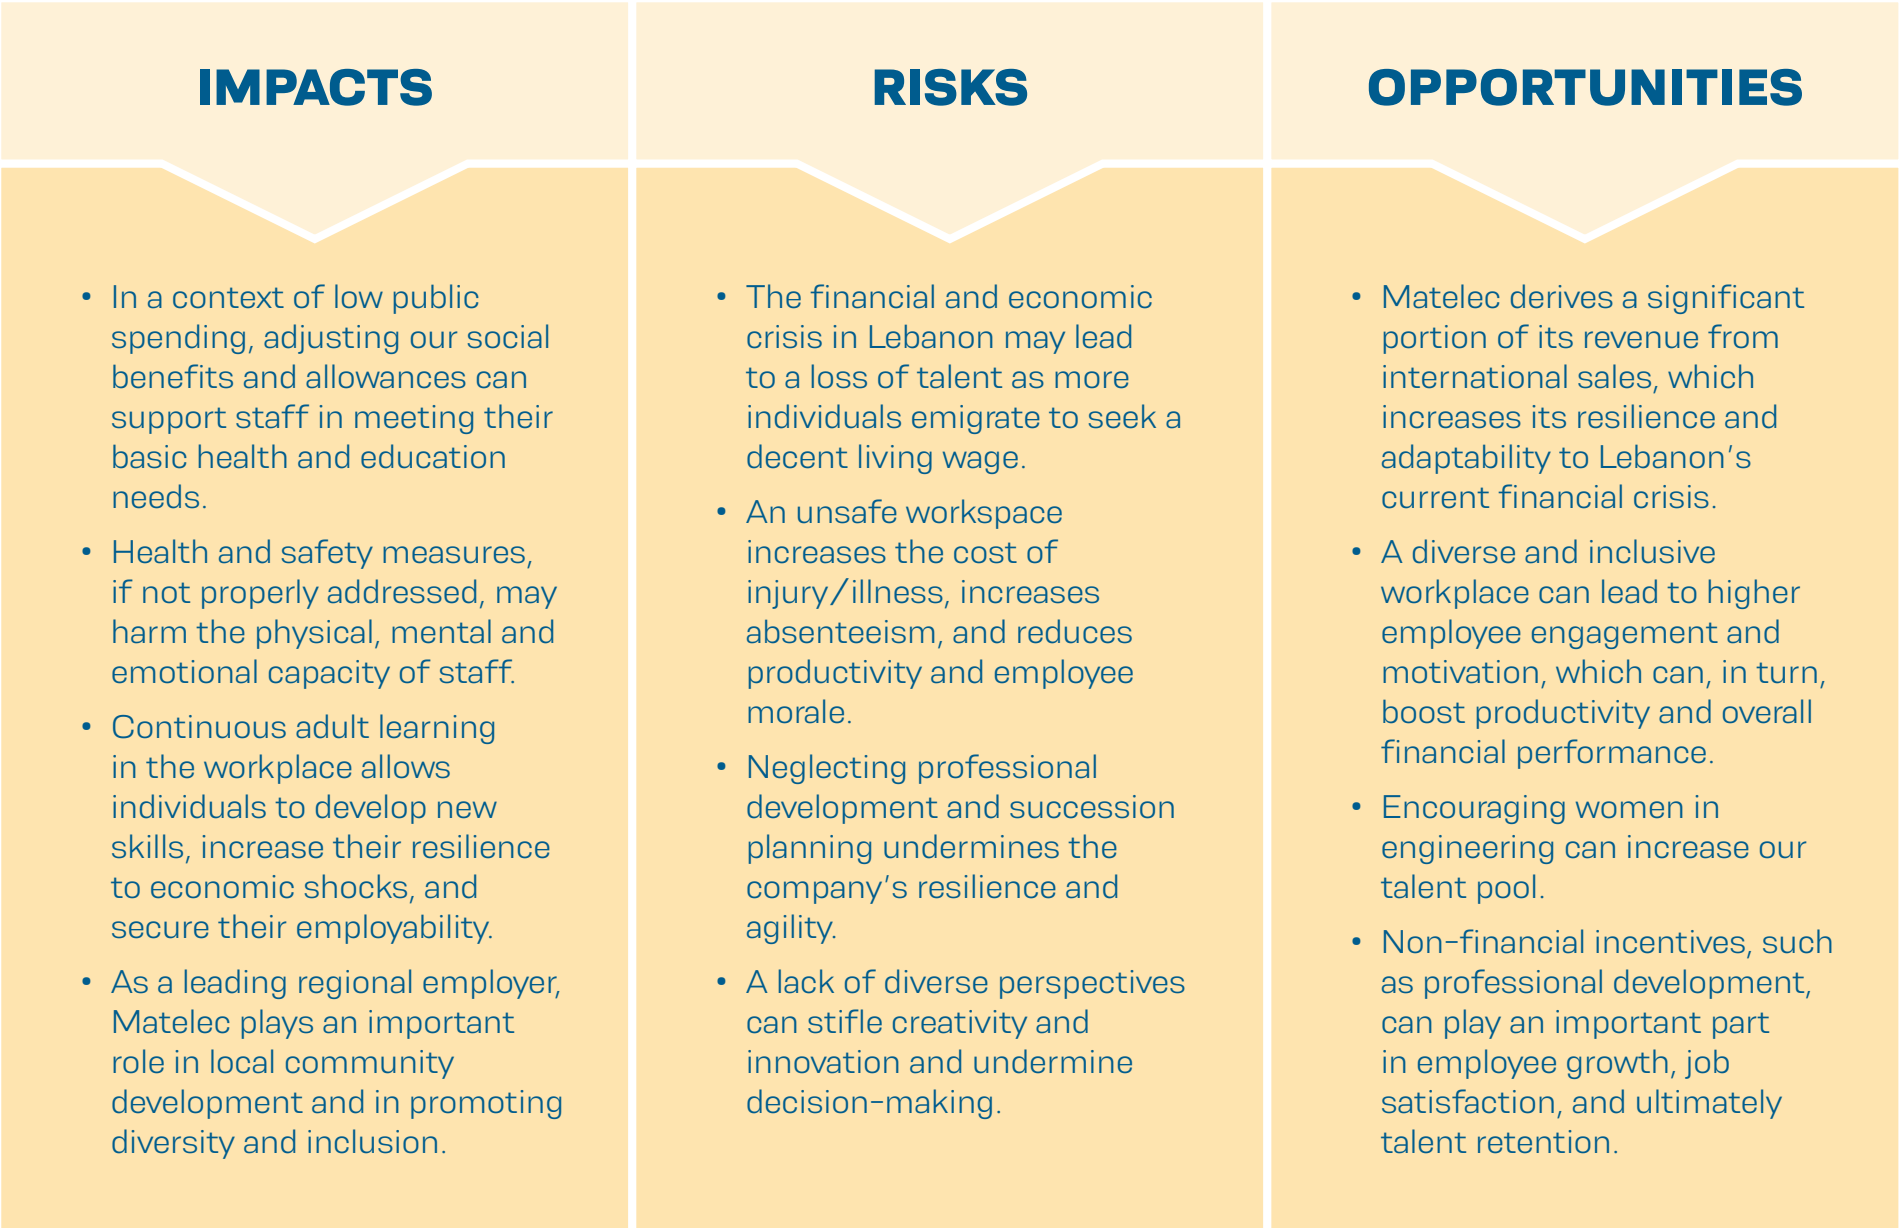 IMPACTS
• In a context of low public
spending, adjusting our social
benefits and allowances can
support staff in meeting their
basic health and education
needs.
• Health and safety measures,
if not properly addressed, may
harm the physical, mental and
emotional capacity of staff.
• Continuous adult learning
in the workplace allows
individuals to develop new
skills, increase their resilience
to economic shocks, and
secure their employability.
• As a leading regional employer,
Matelec plays an important
role in local community
development and in promoting
diversity and inclusion.
RISKS
• The financial and economic
crisis in Lebanon may lead
to a loss of talent as more
individuals emigrate to seek a
decent living wage.
• An unsafe workspace
increases the cost of
injury/illness, increases
absenteeism, and reduces
productivity and employee
morale.
• Neglecting professional
development and succession
planning undermines the
company's resilience and
agility.
• A lack of diverse perspectives
can stifle creativity and
innovation and undermine
decision-making.
OPPORTUNITIES
• Matelec derives a significant
portion of its revenue from
international sales, which
increases its resilience and
adaptability to Lebanon's
current financial crisis.
• A diverse and inclusive
workplace can lead to higher
employee engagement and
motivation, which can, in turn,
boost productivity and overall
financial performance.
• Encouraging women in
engineering can increase our
talent pool.
• Non-financial incentives, such
as professional development,
can play an important part
in employee growth, job
satisfaction, and ultimately
talent retention.